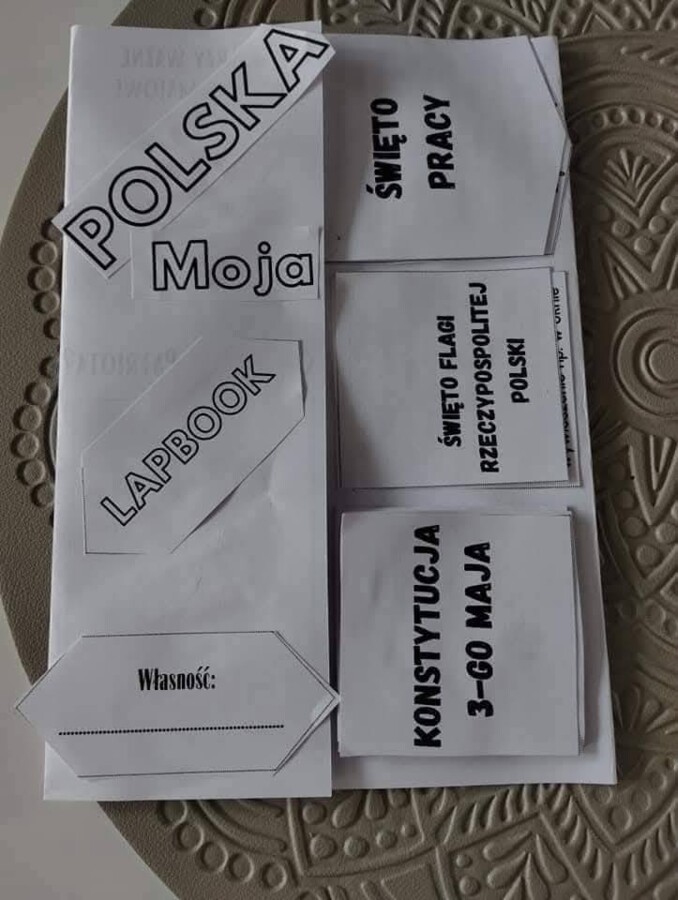 POLSKA
Moja
LAPBOOK
Własność:
ŚWIĘTO
PRACY
ŚWIĘTO FLAGI
RZECZYPOSPOLITEJ
POLSKI
KONSTYTUCJA
3-GO MAJA